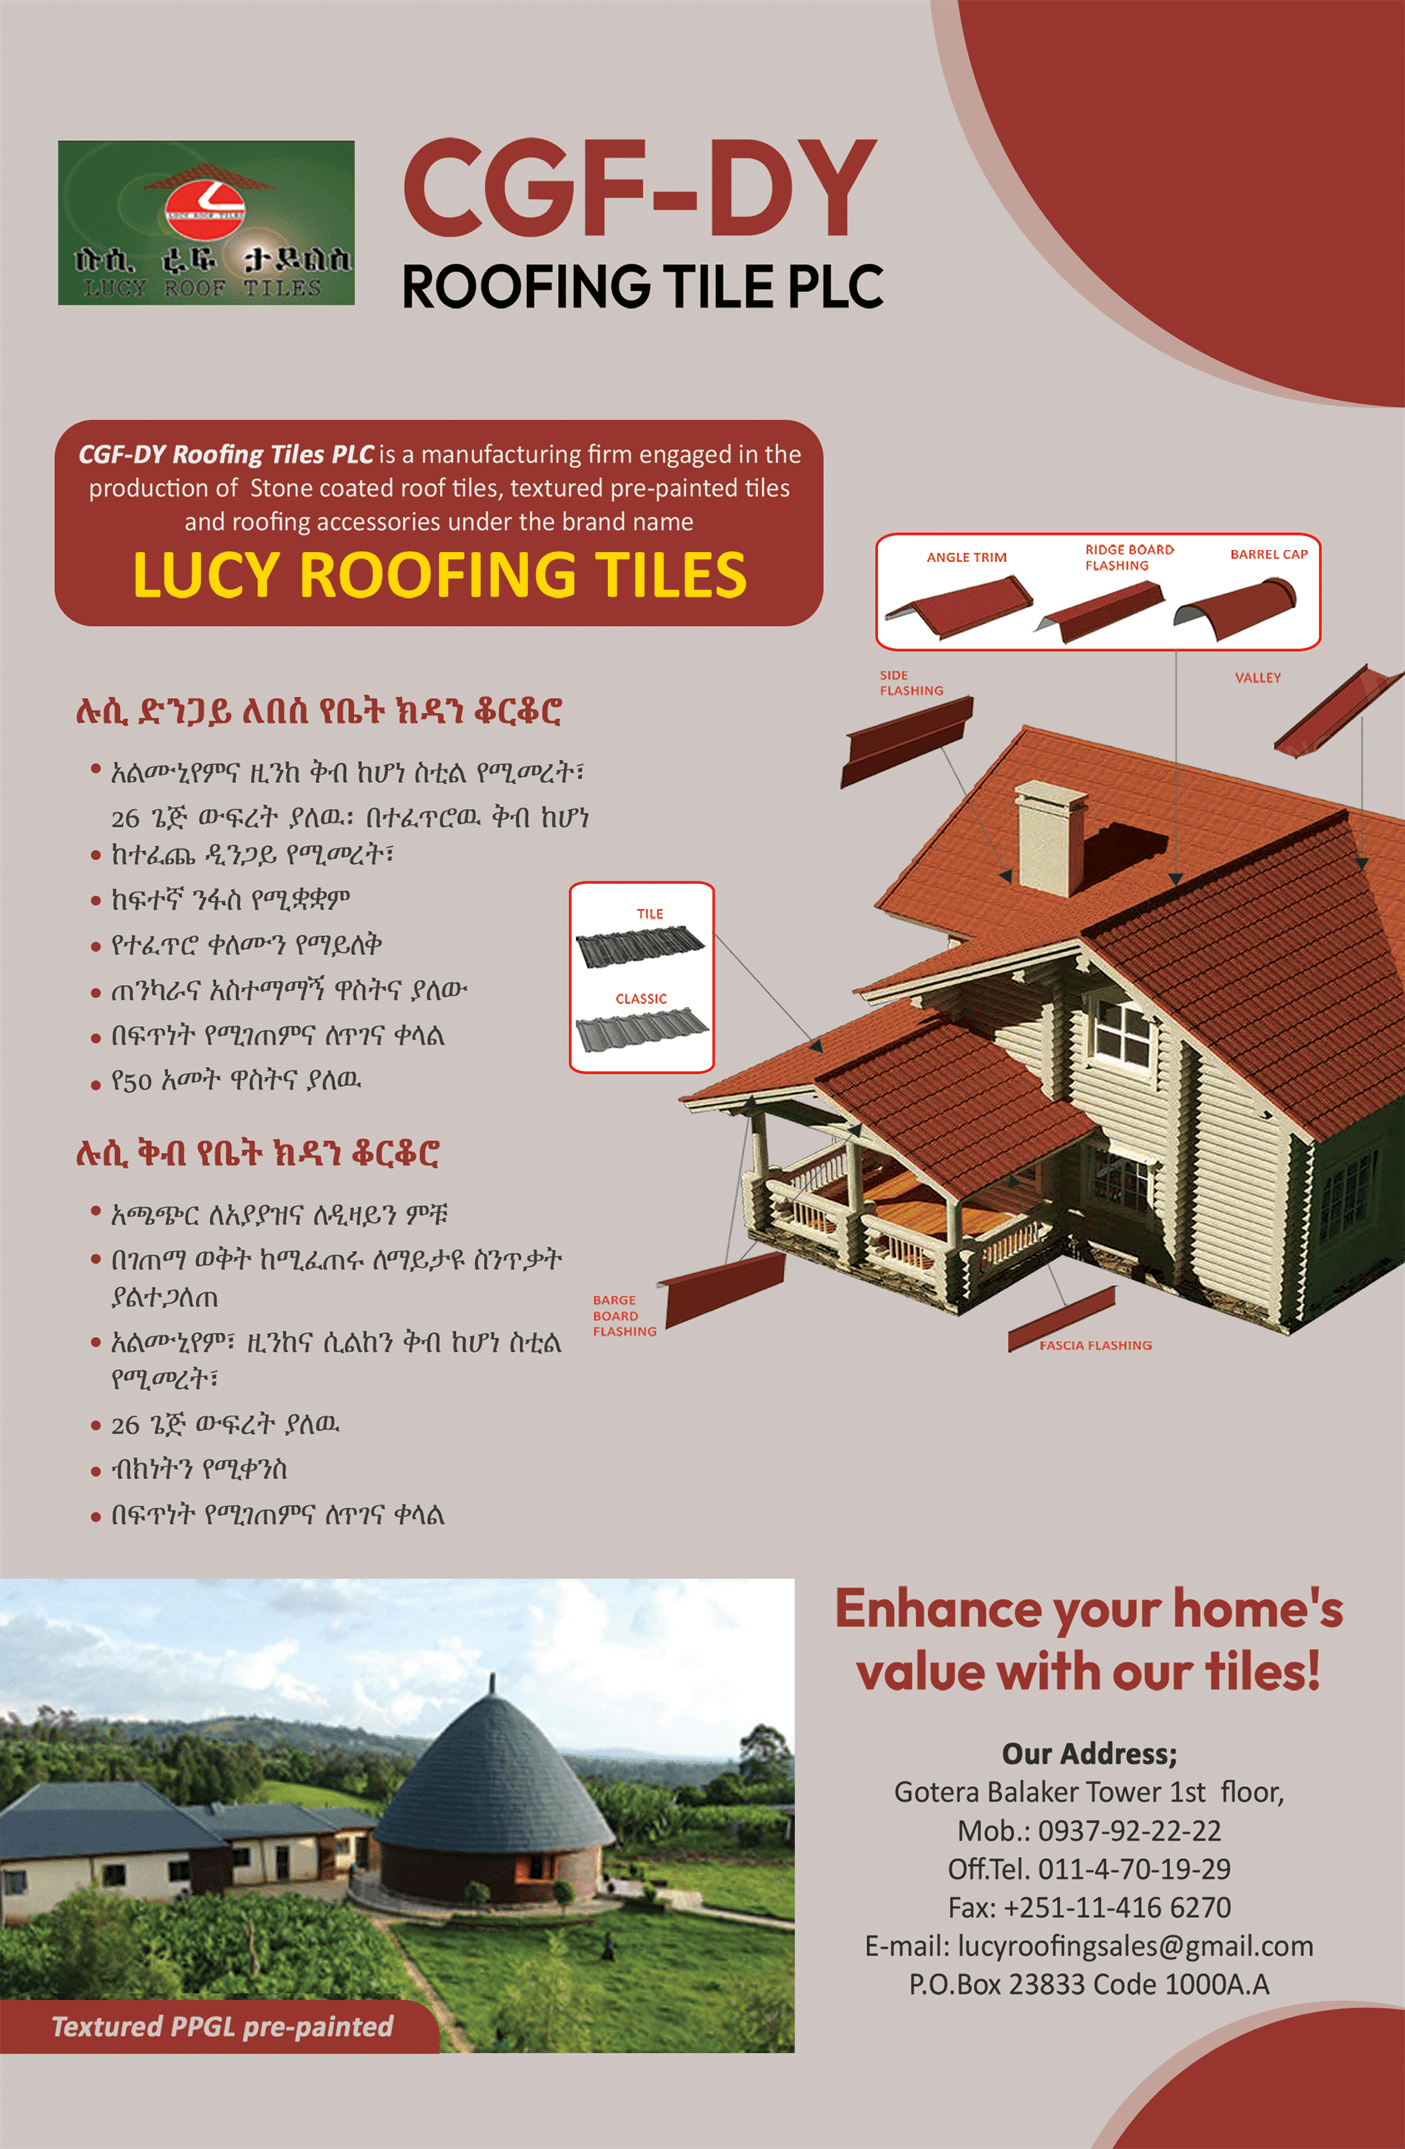 LUCY ROOF TILES
ሉሲ ሩፍ ታይልስ
LUCY ROOF TILES
CGF-DY
ROOFING TILE PLC
CGF-DY Roofing Tiles PLC is a manufacturing firm engaged in the
production of Stone coated roof tiles, textured pre-painted tiles
and roofing accessories under the brand name
LUCY ROOFING TILES
ANGLE TRIM
RIDGE BOARD
FLASHING
BARREL CAP
SIDE
FLASHING
VALLEY
ሉሲ ድንጋይ ለበስ የቤት ክዳን ቆርቆሮ
• አልሙኒየምና ዚንክ ቅብ ከሆነ ስቲል የሚመረት፣
26 ጌጅ ውፍረት ያለዉ፡ በተፈጥሮዉ ቅብ ከሆነ
• ከተፈጨ ዲንጋይ የሚመረት፣
• ከፍተኛ ንፋስ የሚቋቋም
• የተፈጥሮ ቀለሙን የማይለቅ
• ጠንካራና አስተማማኝ ዋስትና ያለው
• በፍጥነት የሚገጠምና ለጥገና ቀላል
• የ50 አመት ዋስትና ያለዉ
TILE
CLASSIC
ሉሲ ቅብ የቤት ክዳን ቆርቆሮ
• አጫጭር ለአያያዝና ለዲዛይን ምቹ
• በገጠማ ወቅት ከሚፈጠሩ ለማይታዩ ስንጥቃት
ያልተጋለጠ
• አልሙኒየም፣ ዚንክና ሲልከን ቅብ ከሆነ ስቲል
የሚመረት፣
• 26 ጌጅ ውፍረት ያለዉ
• ብክነትን የሚቀንስ
• በፍጥነት የሚገጠምና ለጥገና ቀላል
BARGE
BOARD
FLASHING
FASCIA FLASHING
Enhance your home's
value with our tiles!
Our Address;
Gotera Balaker Tower 1st floor,
Mob.: 0937-92-22-22
Off.Tel. 011-4-70-19-29
Fax: +251-11-416 6270
E-mail: lucyroofingsales@gmail.com
P.O.Box 23833 Code 1000A.A
Textured PPGL pre-painted